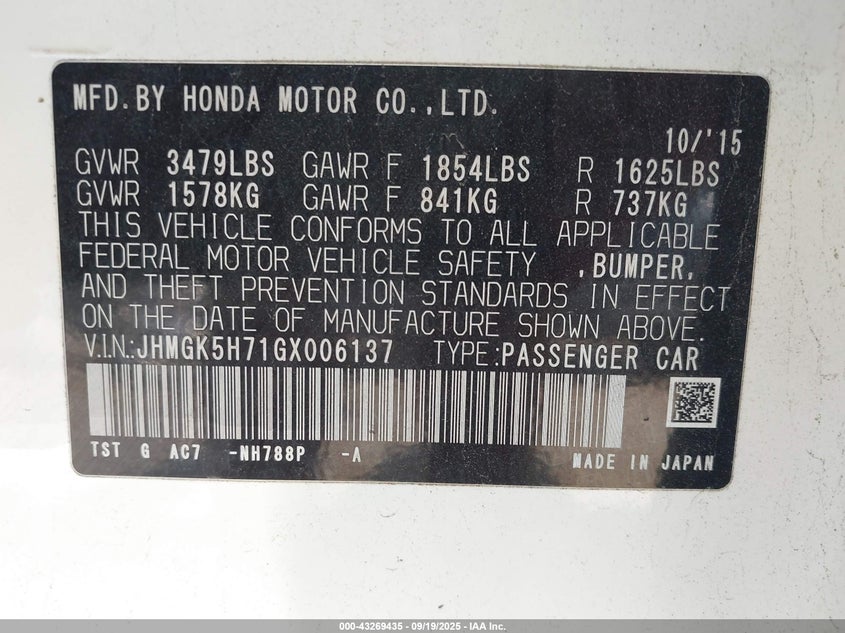 MFD.BY HONDA MOTOR CO.,LTD.
10/'15
GVWR 3479LBS GAWR F 1854LBS R 1625LBS
GVWR 1578KG GAWR F 841KG R 737KG
THIS VEHICLE CONFORMS TO ALL APPLICABLE
FEDERAL MOTOR VEHICLE SAFETY ,BUMPER,
AND THEFT PREVENTION STANDARDS IN EFFECT
ON THE DATE OF MANUFACTURE SHOWN ABOVE.
V.I.N.:JHMGK5H71GX006137 TYPE:PASSENGER CAR
TST G AC7 -NH788P -A MADE IN JAPAN
000-43269435 - 09/19/2025 - IAA Inc.